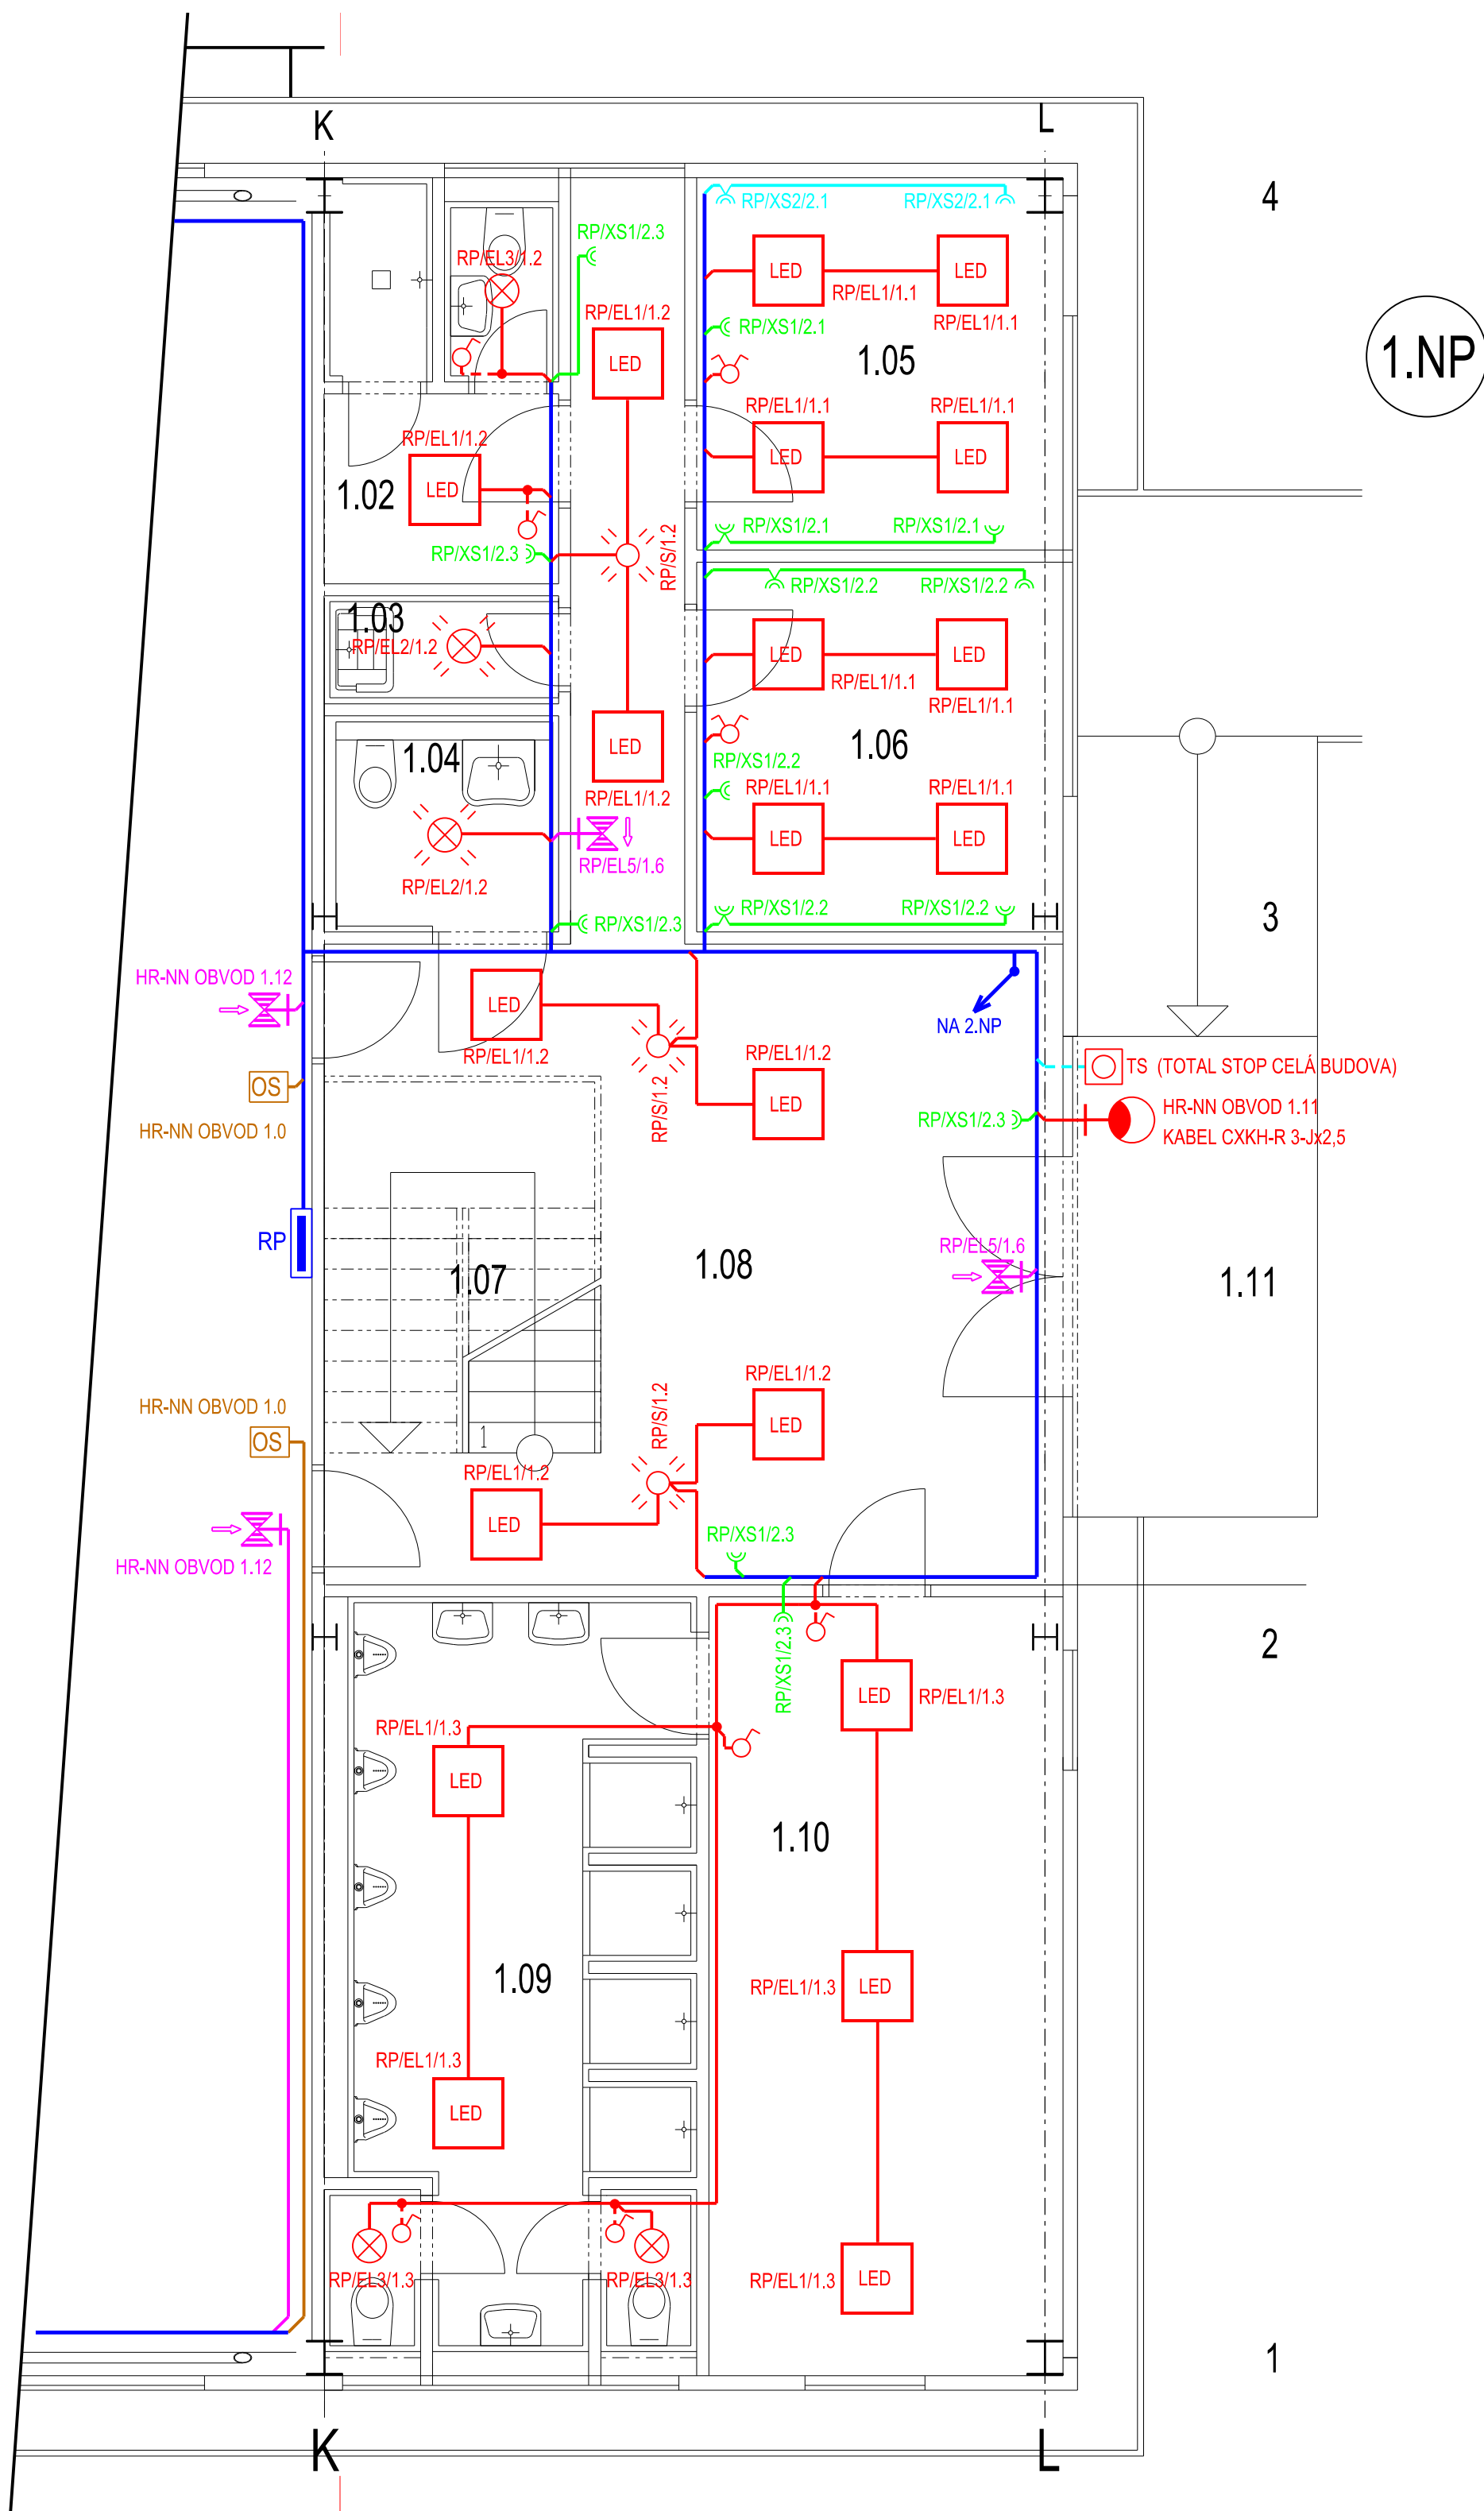 K
L
4
RP/XS2/2.1
RP/XS2/2.1
RP/XS1/2.3
RP/EL3/1.2
LED
LED
RP/EL1/1.1
RP/EL1/1.2
RP/EL1/1.1
RP/XS1/2.1
1.05
1.NP
LED
RP/EL1/1.1
RP/EL1/1.1
RP/EL1/1.2
LED
LED
LED
1.02
RP/XS1/2.1
RP/XS1/2.1
RP/XS1/2.3
RP/S/1.2
RP/XS1/2.2
RP/XS1/2.2
1.03
RP/EL2/1.2
LED
LED
RP/EL1/1.1
RP/EL1/1.1
1.04
LED
1.06
RP/XS1/2.2
RP/EL1/1.2
RP/EL1/1.1
RP/EL1/1.1
LED
LED
RP/EL5/1.6
RP/EL2/1.2
RP/XS1/2.2
RP/XS1/2.2
RP/XS1/2.3
3
HR-NN OBVOD 1.12
LED
NA 2.NP
RP/EL1/1.2
RP/EL1/1.2
TS (TOTAL STOP CELÁ BUDOVA)
OS
RP/S/1.2
LED
HR-NN OBVOD 1.11
RP/XS1/2.3
HR-NN OBVOD 1.0
KABEL CXKH-R 3-Jx2,5
RP
RP/EL5/1.6
1.08
1.07
1.11
RP/EL1/1.2
HR-NN OBVOD 1.0
RP/S/1.2
LED
OS
1
RP/EL1/1.2
LED
RP/XS1/2.3
HR-NN OBVOD 1.12
2
RP/XS1/2.3
LED
RP/EL1/1.3
RP/EL1/1.3
LED
1.10
1.09
RP/EL1/1.3
LED
RP/EL1/1.3
LED
RP/EL3/1.3
RP/EL3/1.3
RP/EL1/1.3
LED
1
K
L